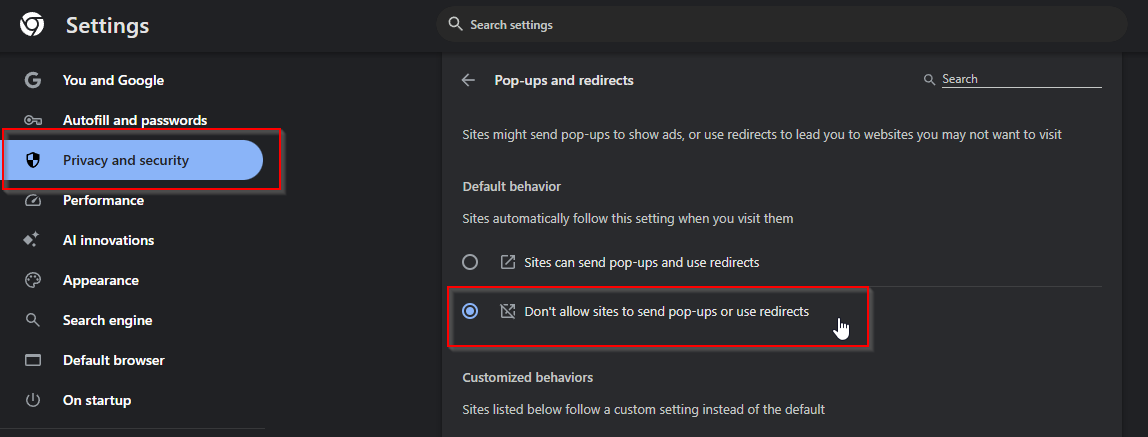 Settings
Search settings
You and Google
Autofill and passwords
Privacy and security
Performance
AI innovations
Appearance
Search engine
Default browser
On startup
Pop-ups and redirects
Search
Sites might send pop-ups to show ads, or use redirects to lead you to websites you may not want to visit
Default behavior
Sites automatically follow this setting when you visit them
Sites can send pop-ups and use redirects
Don't allow sites to send pop-ups or use redirects
Customized behaviors
Sites listed below follow a custom setting instead of the default